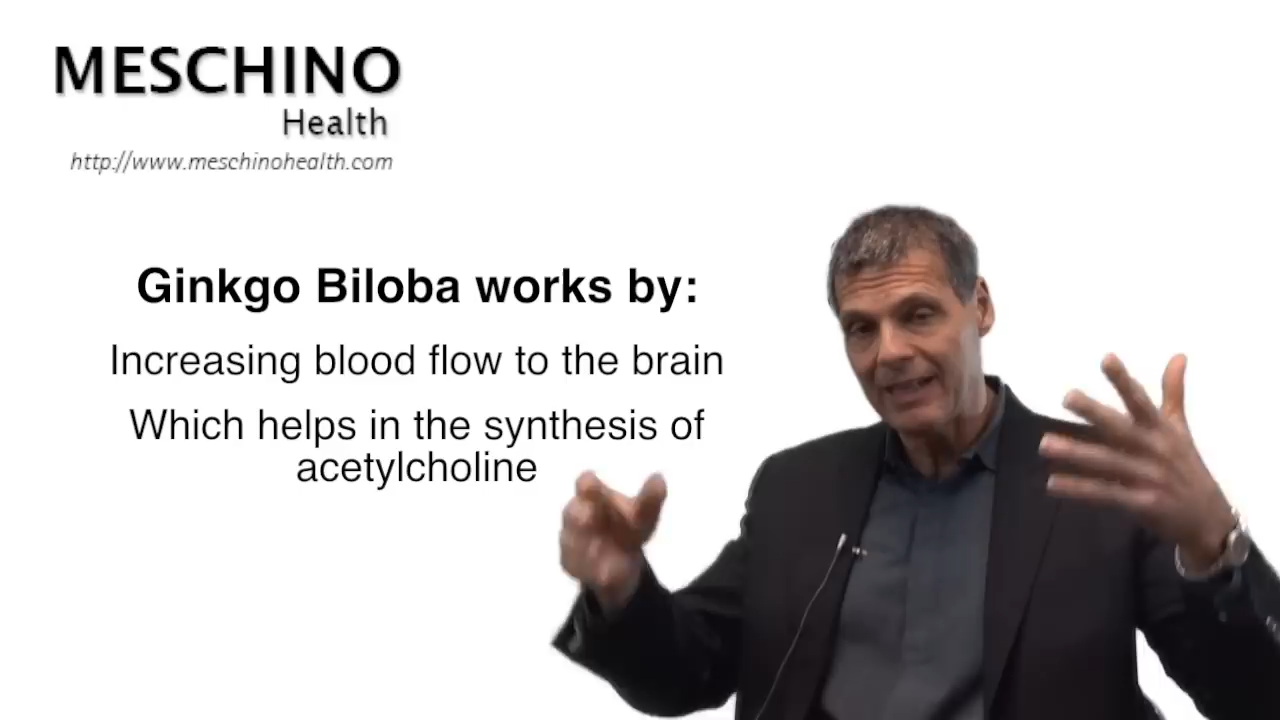 MESCHINO
Health
http://www.meschinohealth.com
Ginkgo Biloba works by:
Increasing blood flow to the brain
Which helps in the synthesis of
acetylcholine